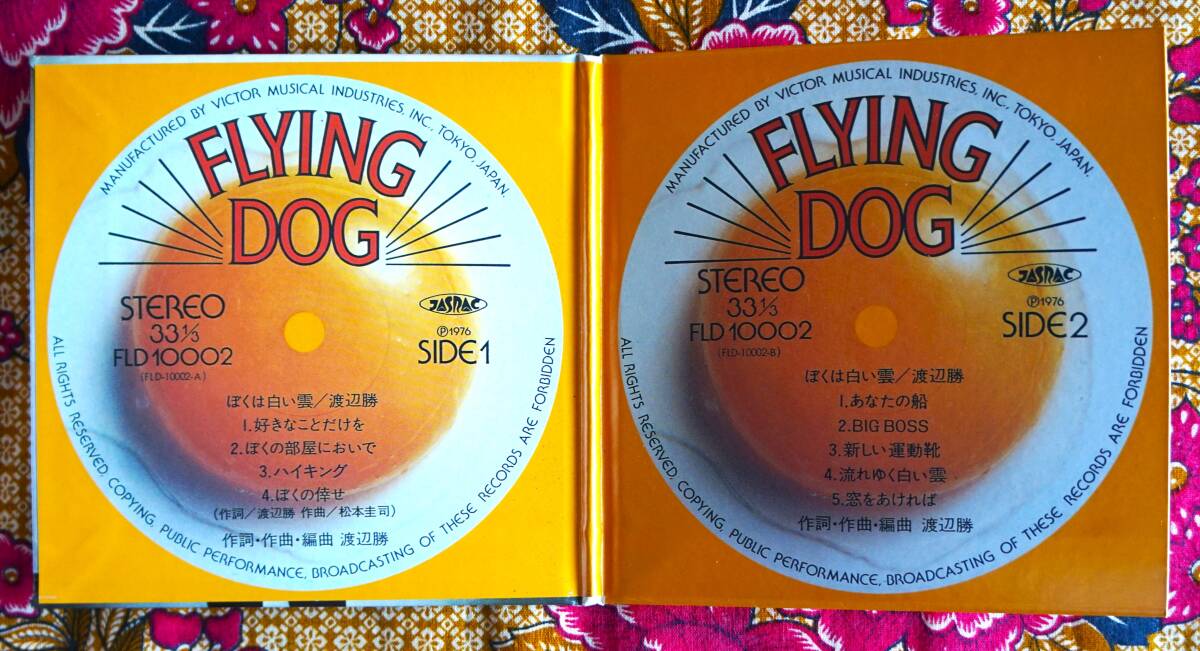 MANUFACTURED BY VICTOR MUSICAL INDUSTRIES, INC., TOKYO, JAPAN.
FLYING
DOG
STEREO
33⅓
FLD 10002
(FLD-10002-A)
JASRAC
Ⓟ1976
SIDE 1
ぼくは白い雲/渡辺勝
1.好きなことだけを
2.ぼくの部屋においで
3.ハイキング
4.ぼくの倖せ
(作詞/渡辺勝 作曲/松本圭司)
作詞・作曲・編曲 渡辺勝
ALL RIGHTS RESERVED, COPYING, PUBLIC PERFORMANCE, BROADCASTING OF THESE RECORDS ARE FORBIDDEN
MANUFACTURED BY VICTOR MUSICAL INDUSTRIES, INC., TOKYO, JAPAN.
FLYING
DOG
STEREO
33⅓
FLD 10002
(FLD-10002-B)
JASRAC
Ⓟ1976
SIDE 2
ぼくは白い雲/渡辺勝
1.あなたの船
2.BIG BOSS
3.新しい運動靴
4.流れゆく白い雲
5.窓をあければ
作詞・作曲・編曲 渡辺勝
ALL RIGHTS RESERVED, COPYING, PUBLIC PERFORMANCE, BROADCASTING OF THESE RECORDS ARE FORBIDDEN